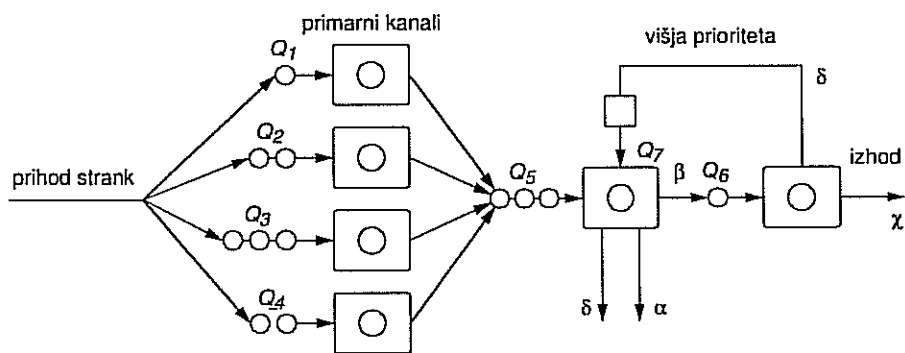 primarni kanali
višja prioriteta
Q1
δ
Q2
Q7
izhod
prihod strank
Q5
β
Q6
Q3
χ
Q4
δ
α